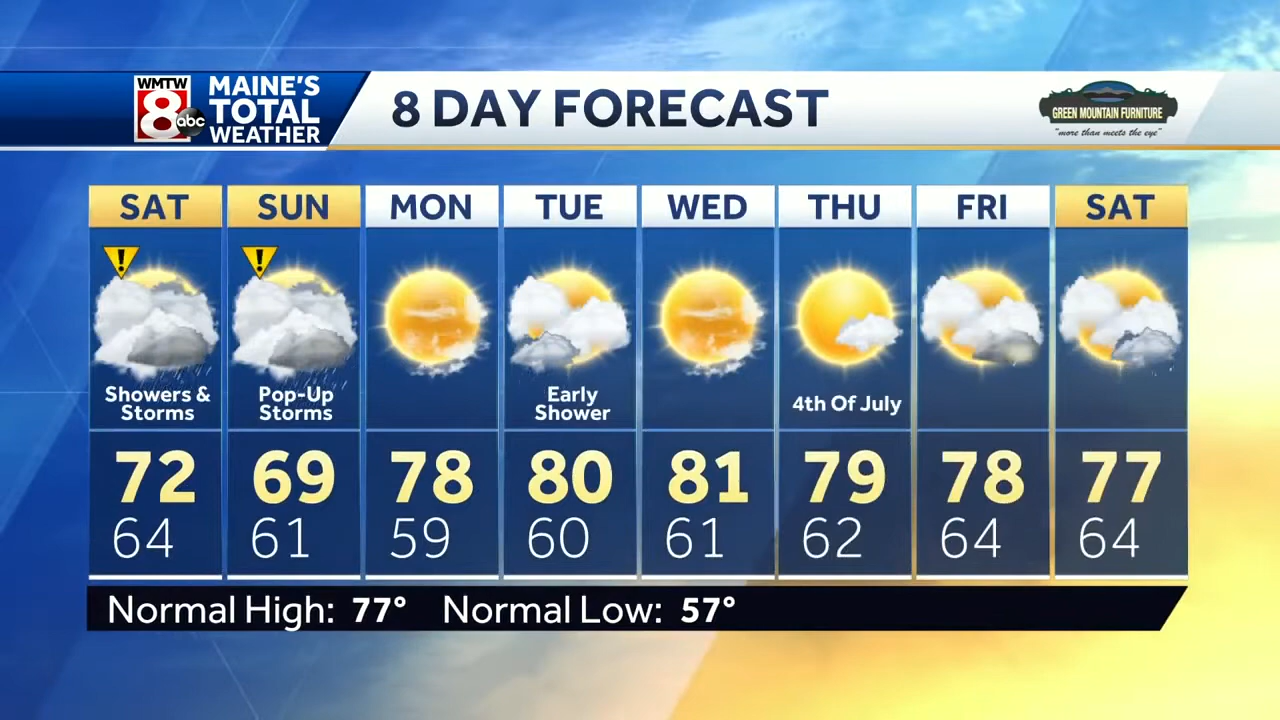 WMTW
8
abc
MAINE'S
TOTAL
WEATHER
8 DAY FORECAST
GREEN MOUNTAIN FURNITURE
"more than meets the eye"
SAT SUN MON TUE WED THU FRI SAT
! !
Showers & Storms
Pop-Up Storms
Early Shower
4th Of July
72 69 78 80 81 79 78 77
64 61 59 60 61 62 64 64
Normal High: 77° Normal Low: 57°